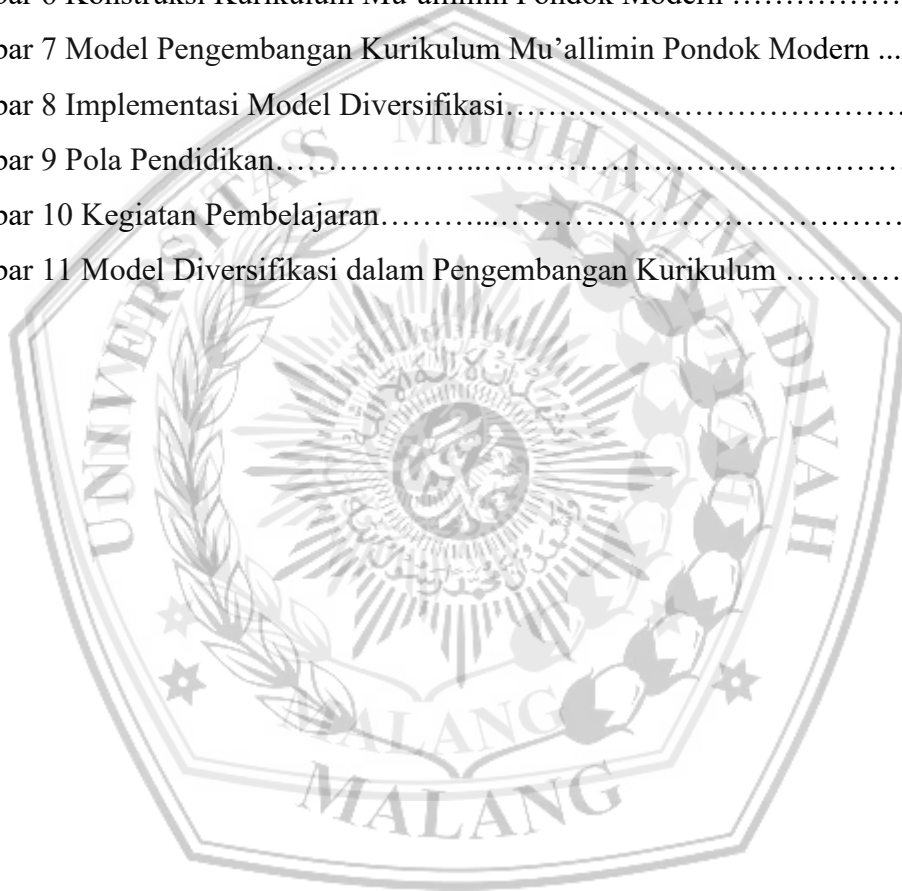 bar 6 Konstruksi Kurikulum Mu'allimin Pondok Modern ………………
bar 7 Model Pengembangan Kurikulum Mu’allimin Pondok Modern ...
bar 8 Implementasi Model Diversifikasi…….…………………………….
bar 9 Pola Pendidikan………………….…………………………………….
bar 10 Kegiatan Pembelajaran………...…………………………………….
bar 11 Model Diversifikasi dalam Pengembangan Kurikulum …………
UNIVERSITAS MUHAMMADIYAH
MALANG
MALANG